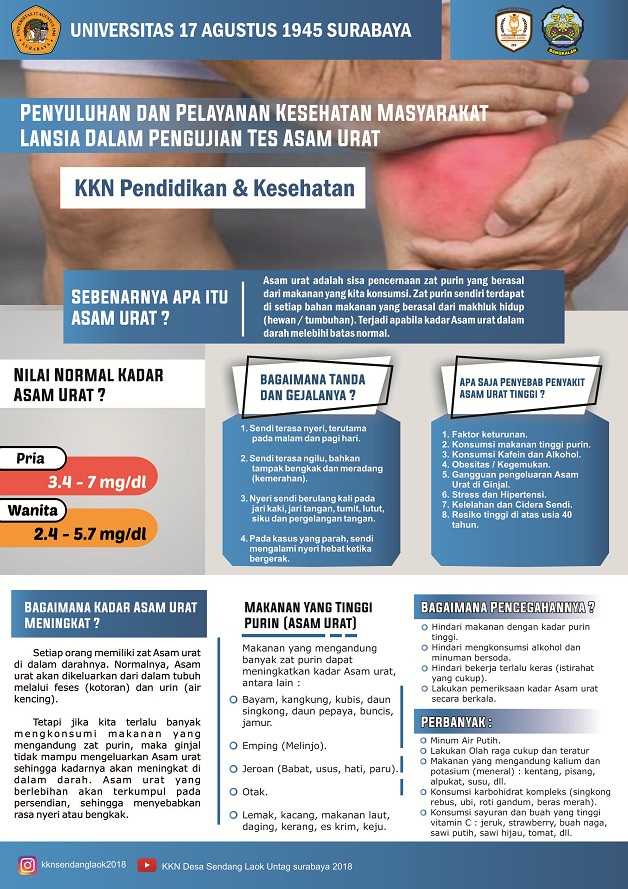 UNIVERSITAS 17 AGUSTUS 1945 SURABAYA
PENYULUHAN DAN PELAYANAN KESEHATAN MASYARAKAT
LANSIA DALAM PENGUJIAN TES ASAM URAT
KKN Pendidikan & Kesehatan
SEBENARNYA APA ITU
ASAM URAT ?
Asam urat adalah sisa pencernaan zat purin yang berasal
dari makanan yang kita konsumsi. Zat purin sendiri terdapat
di setiap bahan makanan yang berasal dari makhluk hidup
(hewan / tumbuhan). Terjadi apabila kadar Asam urat dalam
darah melebihi batas normal.
NILAI NORMAL KADAR
ASAM URAT ?
Pria
3.4 - 7 mg/dl
Wanita
2.4 - 5.7 mg/dl
BAGAIMANA TANDA
DAN GEJALANYA ?
1. Sendi terasa nyeri, terutama
pada malam dan pagi hari.
2. Sendi terasa ngilu, bahkan
tampak bengkak dan meradang
(kemerahan).
3. Nyeri sendi berulang kali pada
jari kaki, jari tangan, tumit, lutut,
siku dan pergelangan tangan.
4. Pada kasus yang parah, sendi
mengalami nyeri hebat ketika
bergerak.
APA SAJA PENYEBAB PENYAKIT
ASAM URAT TINGGI ?
1. Faktor keturunan.
2. Konsumsi makanan tinggi purin.
3. Konsumsi Kafein dan Alkohol.
4. Obesitas / Kegemukan.
5. Gangguan pengeluaran Asam
Urat di Ginjal.
6. Stress dan Hipertensi.
7. Kelelahan dan Cidera Sendi.
8. Resiko tinggi di atas usia 40
tahun.
BAGAIMANA KADAR ASAM URAT
MENINGKAT ?
Setiap orang memiliki zat Asam urat
di dalam darahnya. Normalnya, Asam
urat akan dikeluarkan dari dalam tubuh
melalui feses (kotoran) dan urin (air
kencing).
Tetapi jika kita terlalu banyak
mengkonsumsi makanan yang
mengandung zat purin, maka ginjal
tidak mampu mengeluarkan Asam urat
sehingga kadarnya akan meningkat di
dalam darah. Asam urat yang
berlebihan akan terkumpul pada
persendian, sehingga menyebabkan
rasa nyeri atau bengkak.
MAKANAN YANG TINGGI
PURIN (ASAM URAT)
Makanan yang mengandung
banyak zat purin dapat
meningkatkan kadar Asam urat,
antara lain :
Bayam, kangkung, kubis, daun
singkong, daun pepaya, buncis,
jamur.
Emping (Melinjo).
Jeroan (Babat, usus, hati, paru).
Otak.
Lemak, kacang, makanan laut,
daging, kerang, es krim, keju.
BAGAIMANA PENCEGAHANNYA ?
Hindari makanan dengan kadar purin
tinggi.
Hindari mengkonsumsi alkohol dan
minuman bersoda.
Hindari bekerja terlalu keras (istirahat
yang cukup).
Lakukan pemeriksaan kadar Asam urat
secara berkala.
PERBANYAK :
Minum Air Putih.
Lakukan Olah raga cukup dan teratur
Makanan yang mengandung kalium dan
potasium (meneral) : kentang, pisang,
alpukat, susu, dll.
Konsumsi karbohidrat kompleks (singkong
rebus, ubi, roti gandum, beras merah).
Konsumsi sayuran dan buah yang tinggi
vitamin C : jeruk, strawberry, buah naga,
sawi putih, sawi hijau, tomat, dll.
kknsendanglaok2018
KKN Desa Sendang Laok Untag surabaya 2018